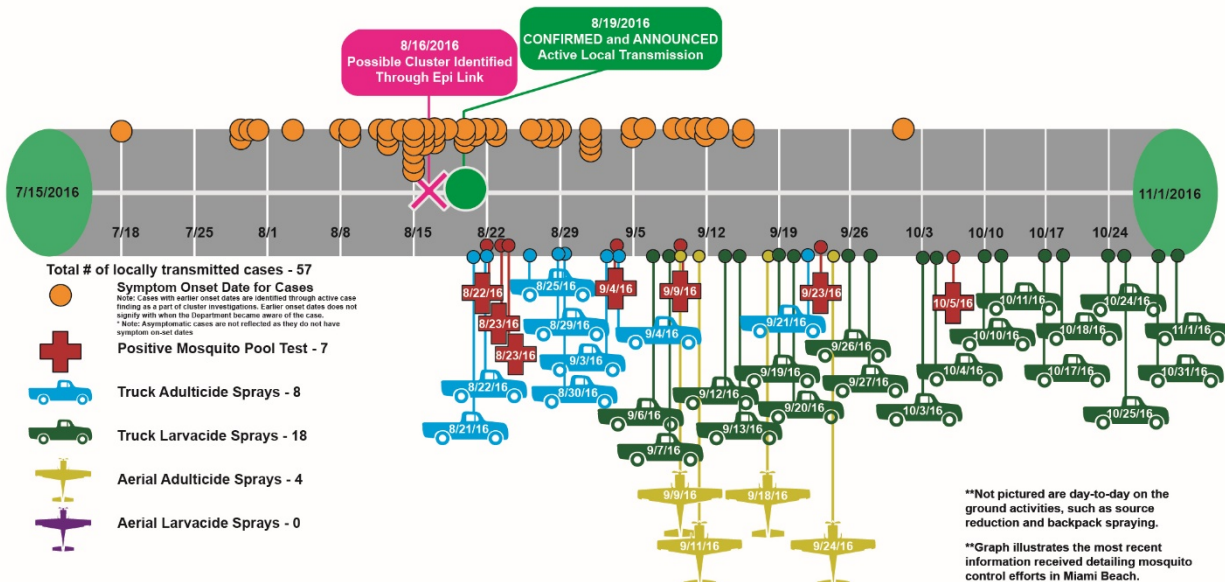 8/16/2016
Possible Cluster Identified
Through Epi Link
8/19/2016
CONFIRMED and ANNOUNCED
Active Local Transmission
7/15/2016
11/1/2016
7/18
7/25
8/1
8/8
8/15
8/22
8/29
9/5
9/12
9/19
9/26
10/3
10/10
10/17
10/24
Total # of locally transmitted cases - 57
Symptom Onset Date for Cases
Note: Cases with earlier onset dates are identified through active case
finding as a part of cluster investigations. Earlier onset dates does not
signify with when the Department became aware of the case.
* Note: Asymptomatic cases are not reflected as they do not have
symptom on-set dates
Positive Mosquito Pool Test - 7
Truck Adulticide Sprays - 8
Truck Larvacide Sprays - 18
Aerial Adulticide Sprays - 4
Aerial Larvacide Sprays - 0
8/22/16
8/23/16
8/23/16
8/22/16
8/21/16
8/25/16
8/29/16
9/3/16
8/30/16
9/4/16
9/4/16
9/6/16
9/7/16
9/9/16
9/9/16
9/11/16
9/12/16
9/13/16
9/18/16
9/21/16
9/19/16
9/20/16
9/23/16
9/24/16
9/26/16
9/27/16
10/5/16
10/4/16
10/3/16
10/11/16
10/10/16
10/18/16
10/17/16
10/24/16
10/25/16
11/1/16
10/31/16
**Not pictured are day-to-day on the
ground activities, such as source
reduction and backpack spraying.
**Graph illustrates the most recent
information received detailing mosquito
control efforts in Miami Beach.